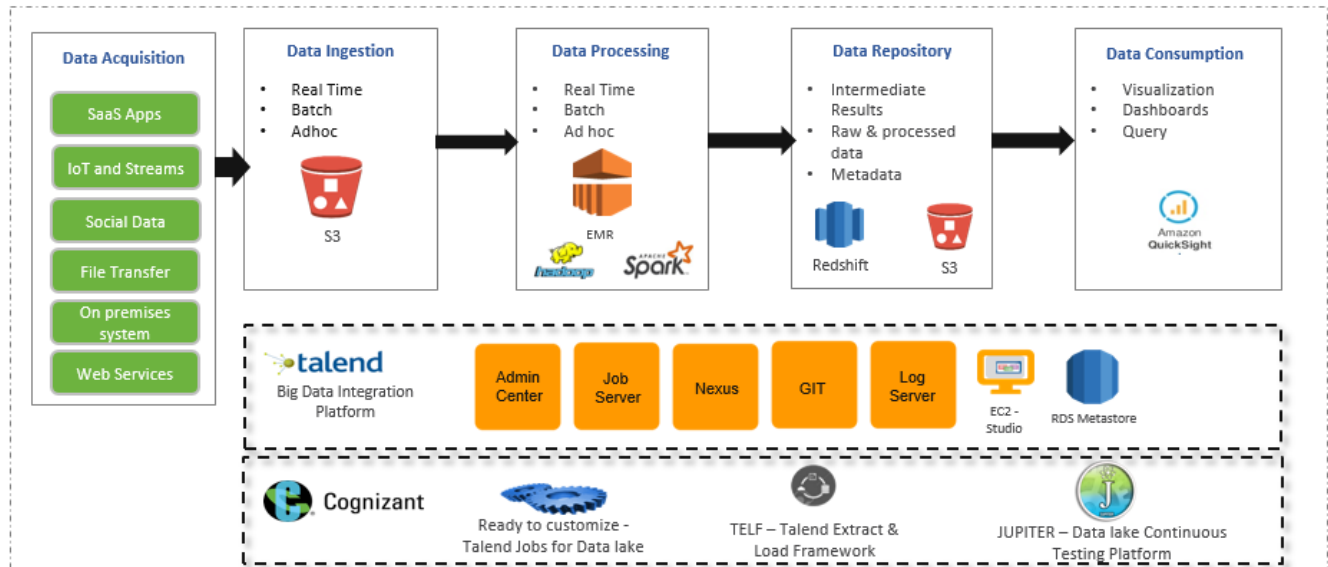 Data Acquisition
SaaS Apps
IoT and Streams
Social Data
File Transfer
On premises
system
Web Services
Data Ingestion
• Real Time
• Batch
• Adhoc
S3
Data Processing
• Real Time
• Batch
• Ad hoc
EMR
hadoop
APACHE
Spark
Data Repository
• Intermediate
Results
• Raw & processed
data
• Metadata
Redshift
S3
Data Consumption
• Visualization
• Dashboards
• Query
Amazon
QuickSight
talend
Big Data Integration
Platform
Admin
Center
Job
Server
Nexus
GIT
Log
Server
EC2 -
Studio
RDS Metastore
Cognizant
Ready to customize -
Talend Jobs for Data lake
TELF – Talend Extract &
Load Framework
J
JUPITER – Data lake Continuous
Testing Platform